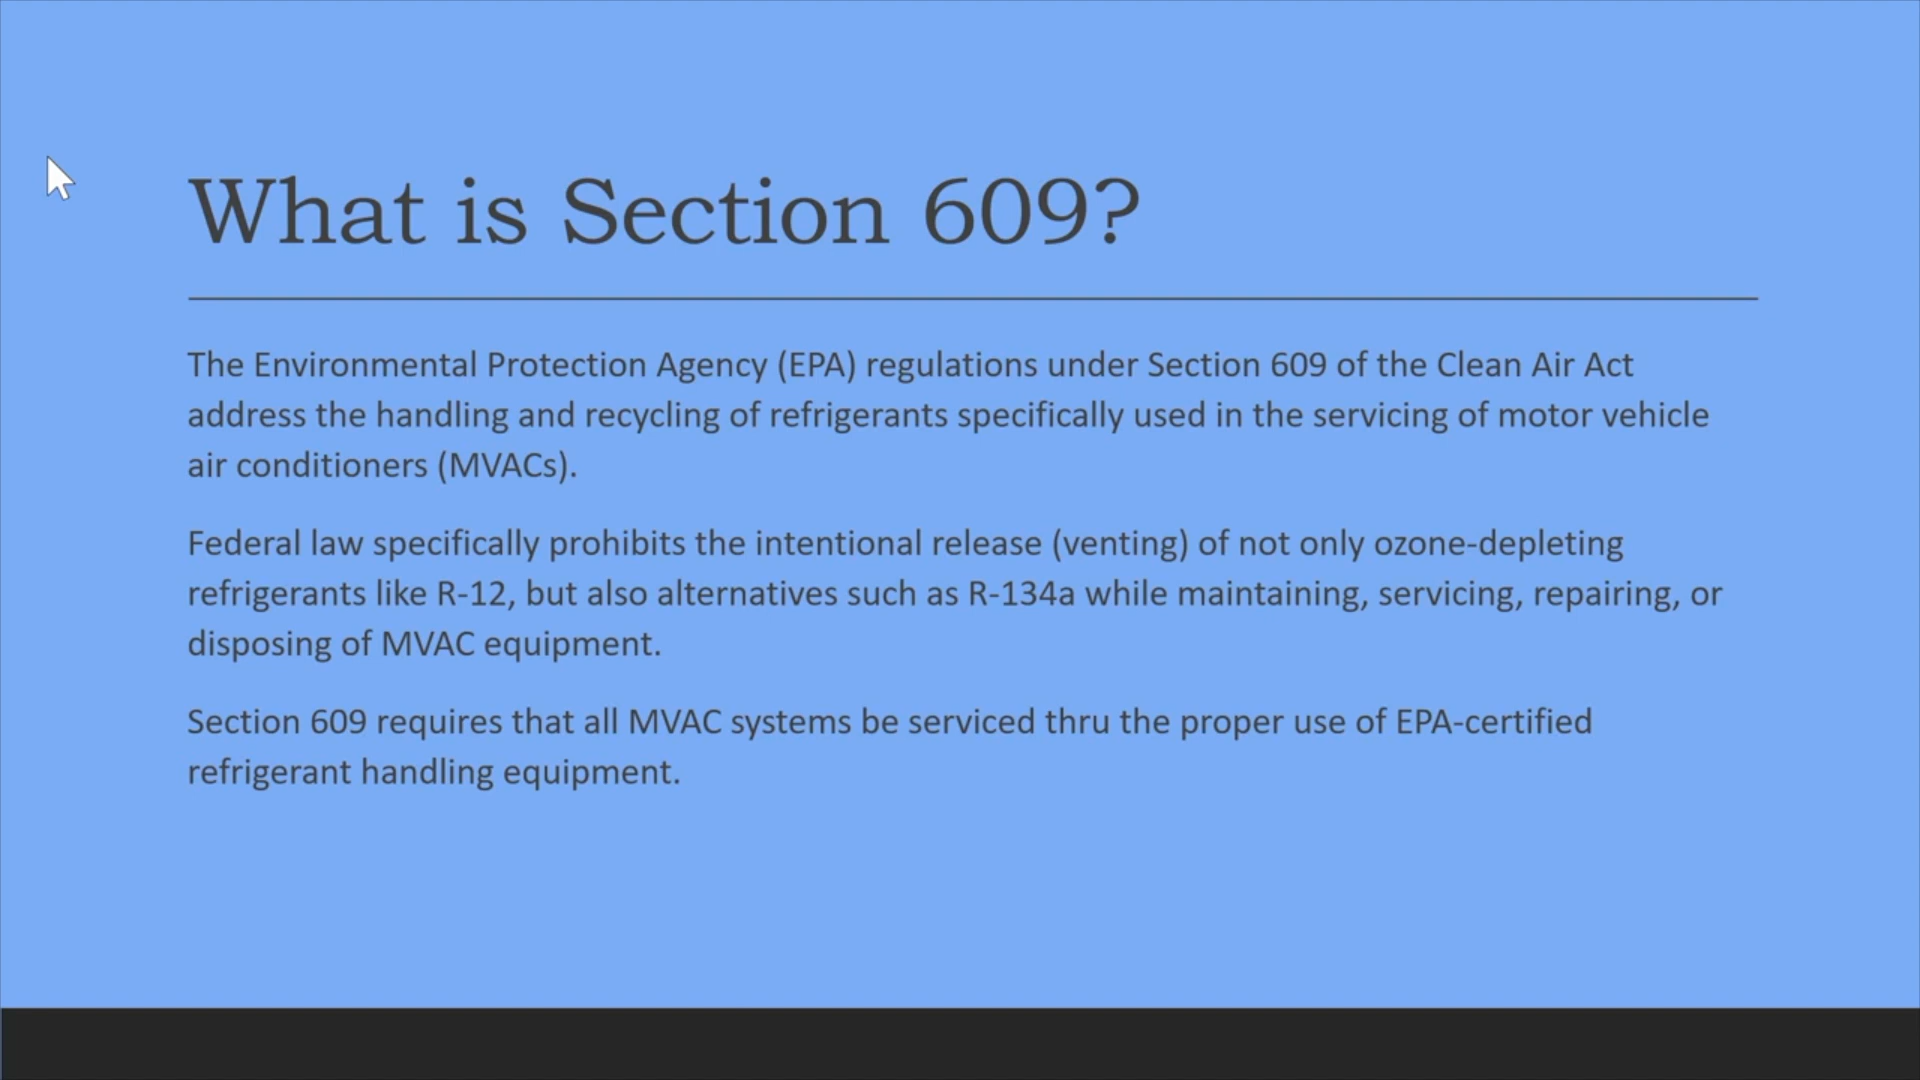 What is Section 609?
The Environmental Protection Agency (EPA) regulations under Section 609 of the Clean Air Act
address the handling and recycling of refrigerants specifically used in the servicing of motor vehicle
air conditioners (MVACs).
Federal law specifically prohibits the intentional release (venting) of not only ozone-depleting
refrigerants like R-12, but also alternatives such as R-134a while maintaining, servicing, repairing, or
disposing of MVAC equipment.
Section 609 requires that all MVAC systems be serviced thru the proper use of EPA-certified
refrigerant handling equipment.